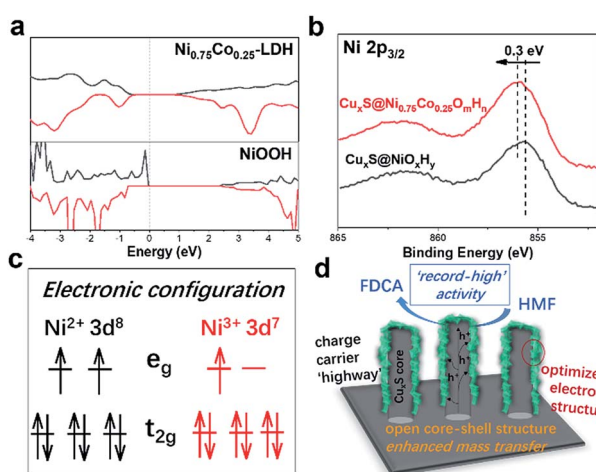 a
Ni0.75Co0.25-LDH
NiOOH
-4 -3 -2 -1 0 1 2 3 4 5
Energy (eV)
b
Ni 2p3/2
0.3 eV
CuxS@Ni0.75Co0.25OmHn
CuxS@NiOxHy
865 860 855
Binding Energy (eV)
c
Electronic configuration
Ni2+ 3d8 Ni3+ 3d7
eg
t2g
d
'record-high'
activity
FDCA
HMF
charge
carrier
'highway'
CuxS core
h+
h+
h+
optimize
electro
structu
open core-shell structure
enhanced mass transfer